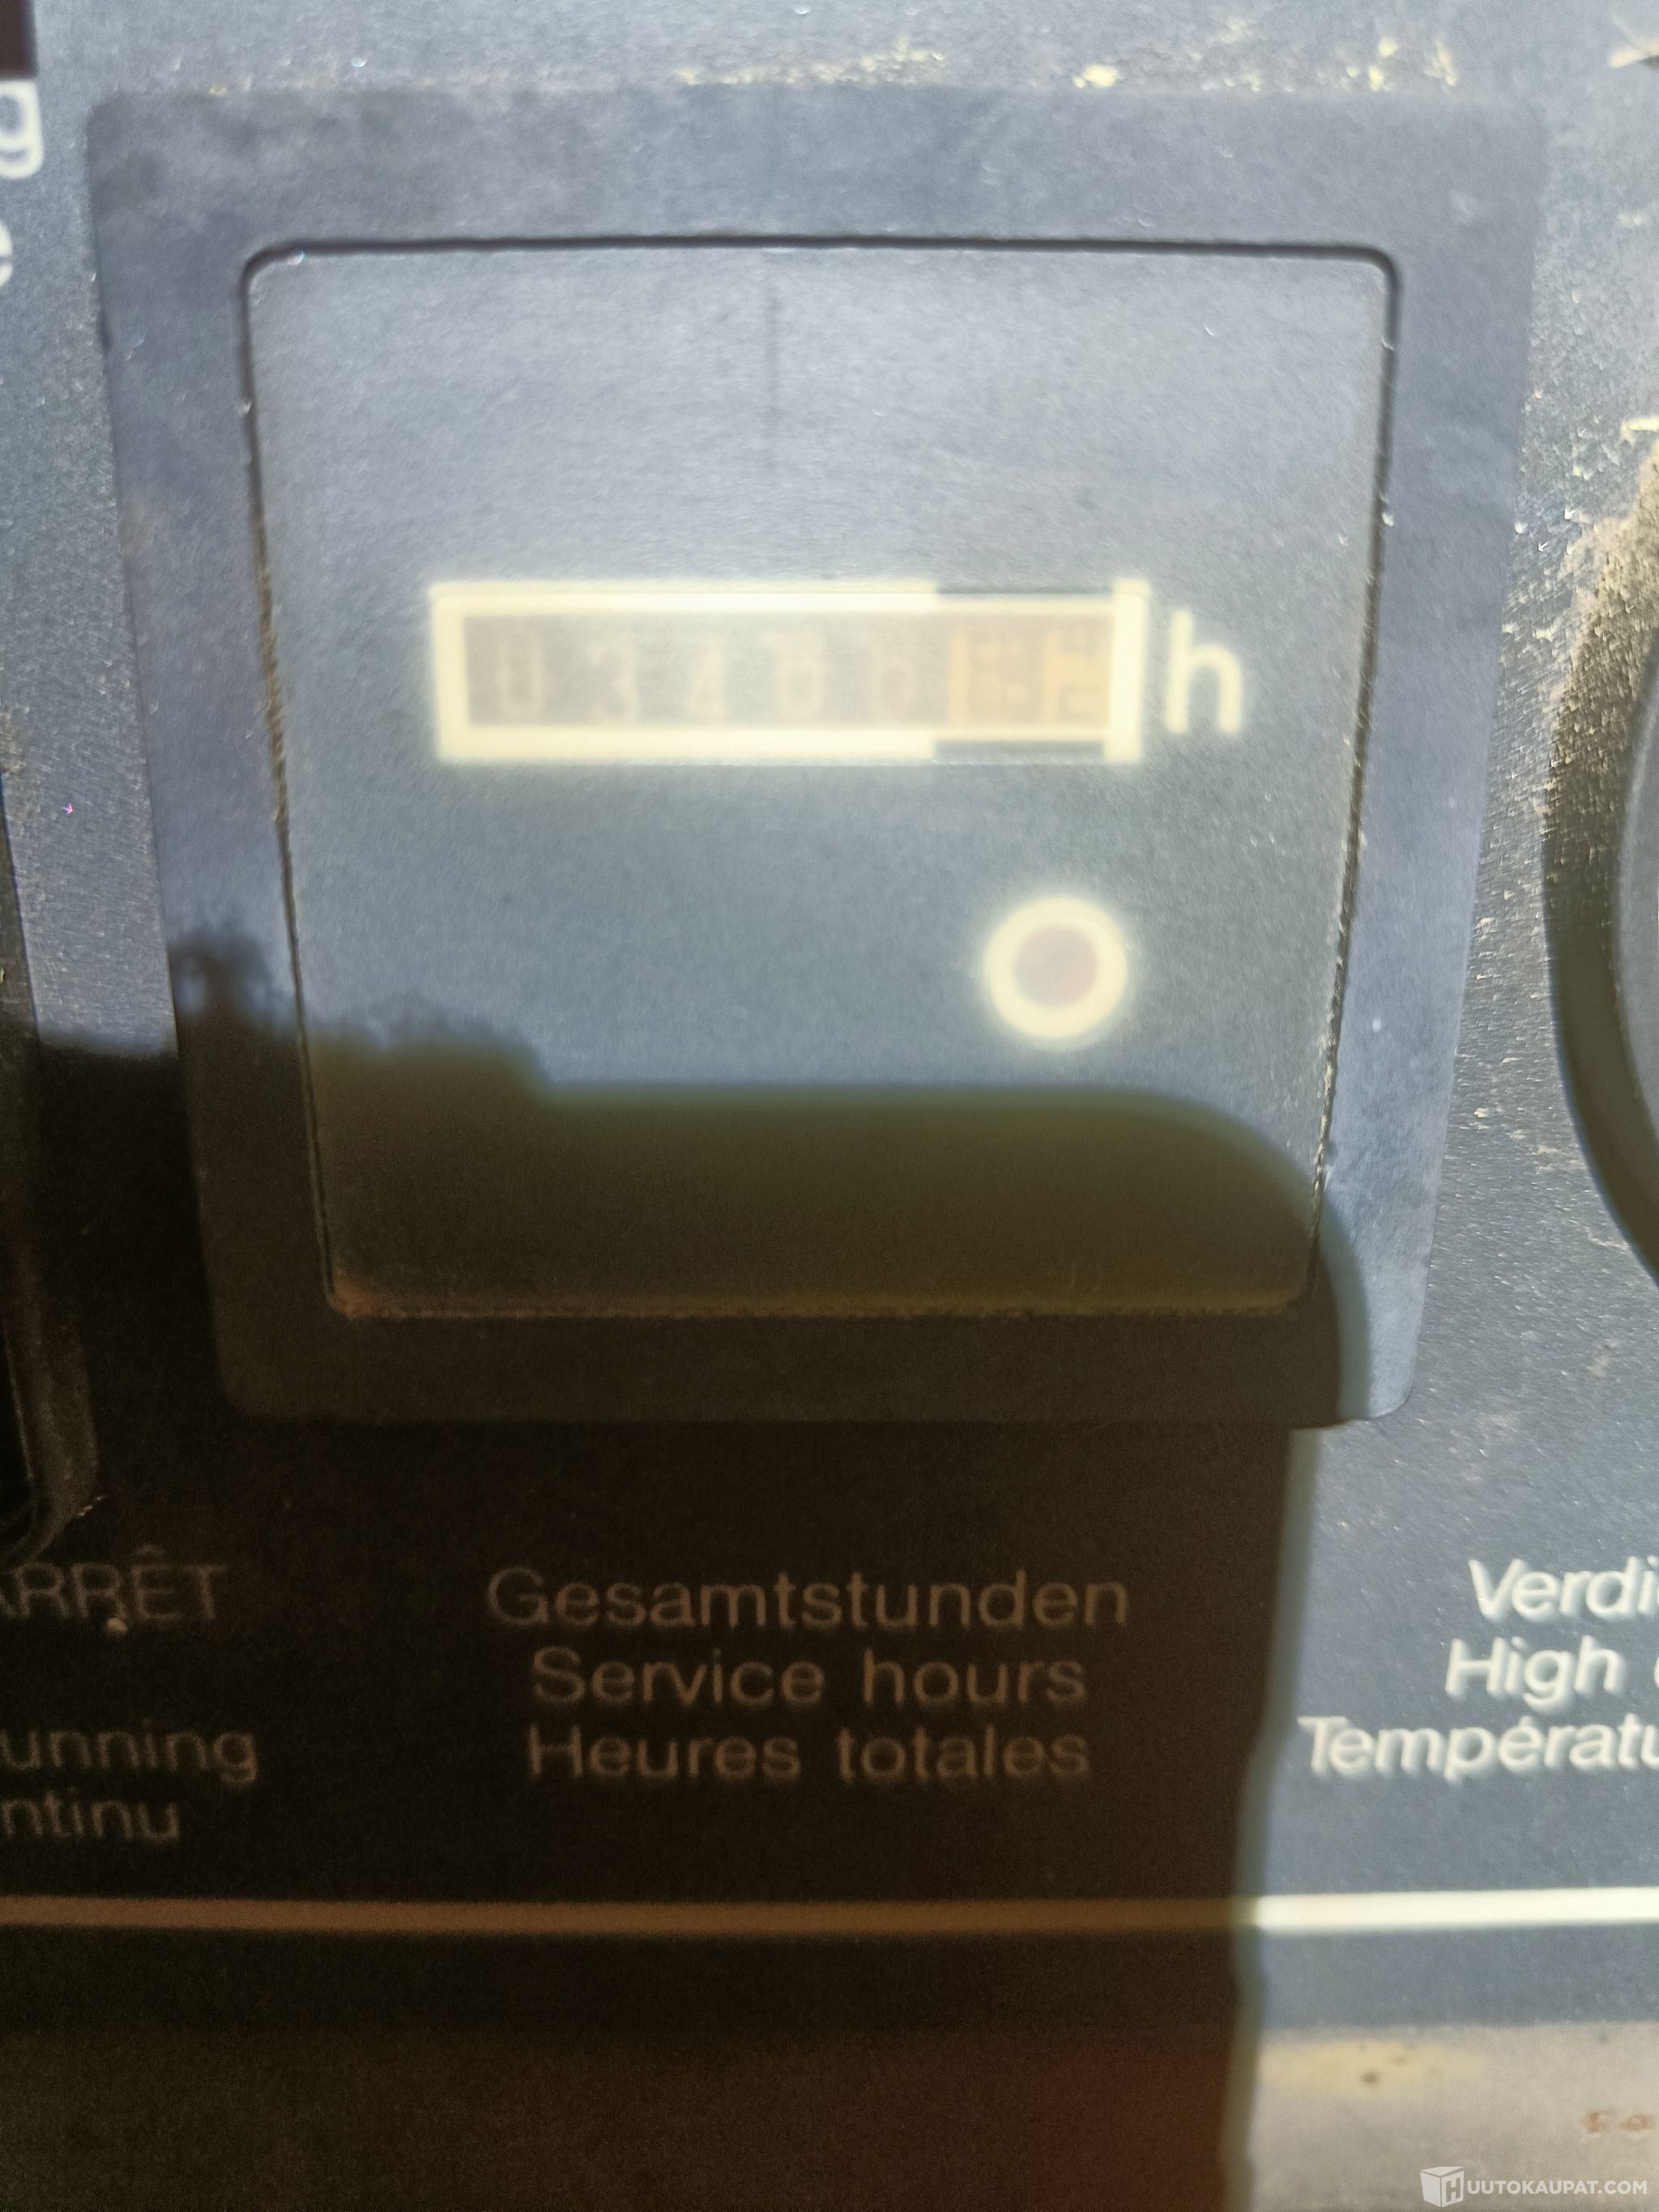 g
e
h
ARRÊT
Gesamtstunden
Service hours
Heures totales
unning
ntinu
Verdi
High
Températu
HUUTOKAUPAT.COM